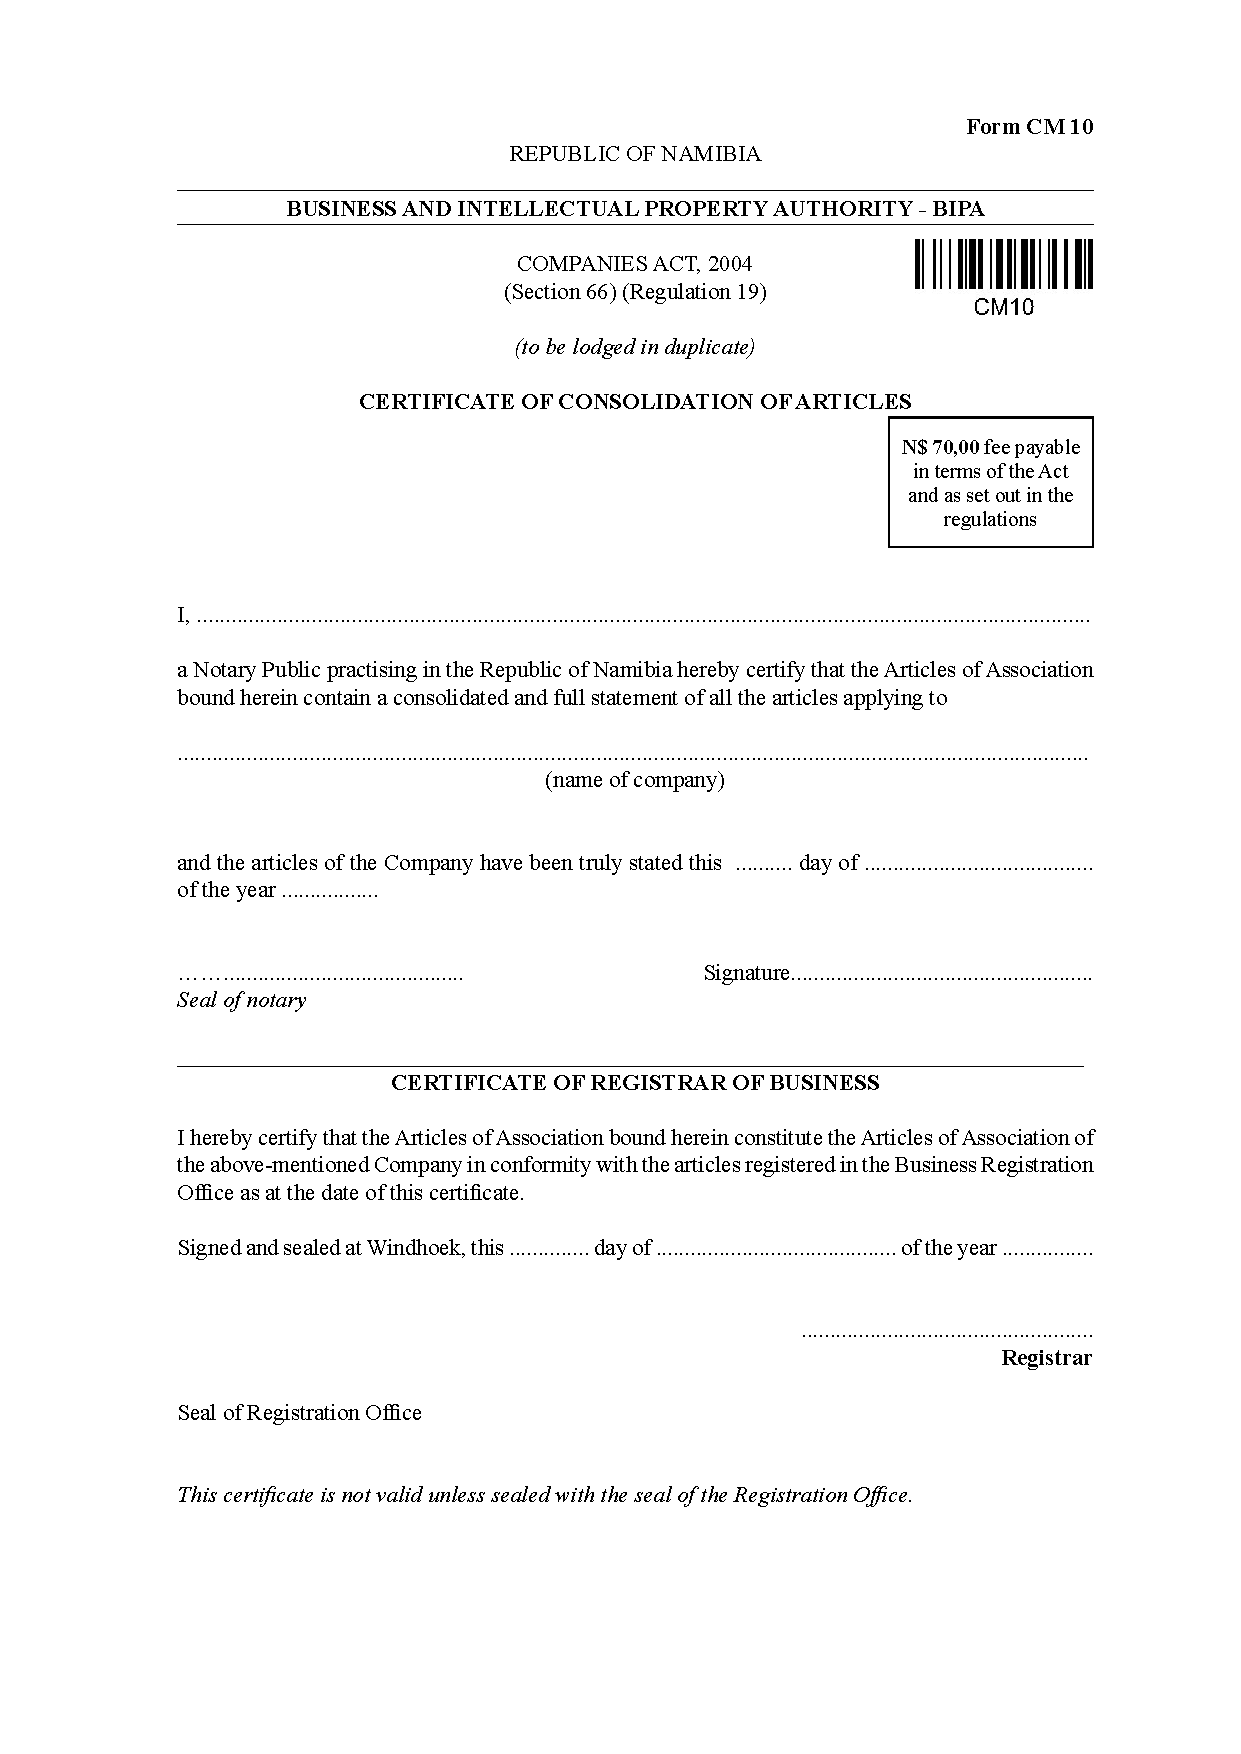 Form CM 10
REPUBLIC OF NAMIBIA
BUSINESS AND INTELLECTUAL PROPERTY AUTHORITY - BIPA
COMPANIES ACT, 2004
(Section 66) (Regulation 19)
CM10
(to be lodged in duplicate)
CERTIFICATE OF CONSOLIDATION OF ARTICLES
N$ 70,00 fee payable
in terms of the Act
and as set out in the
regulations
I, ...........................................................................................................................................................
a Notary Public practising in the Republic of Namibia hereby certify that the Articles of Association
bound herein contain a consolidated and full statement of all the articles applying to
..............................................................................................................................................................
(name of company)
and the articles of the Company have been truly stated this .......... day of ........................................
of the year .................
…….......................................... Signature.....................................................
Seal of notary
CERTIFICATE OF REGISTRAR OF BUSINESS
I hereby certify that the Articles of Association bound herein constitute the Articles of Association of
the above-mentioned Company in conformity with the articles registered in the Business Registration
Office as at the date of this certificate.
Signed and sealed at Windhoek, this .............. day of .......................................... of the year ................
...................................................
Registrar
Seal of Registration Office
This certificate is not valid unless sealed with the seal of the Registration Office.